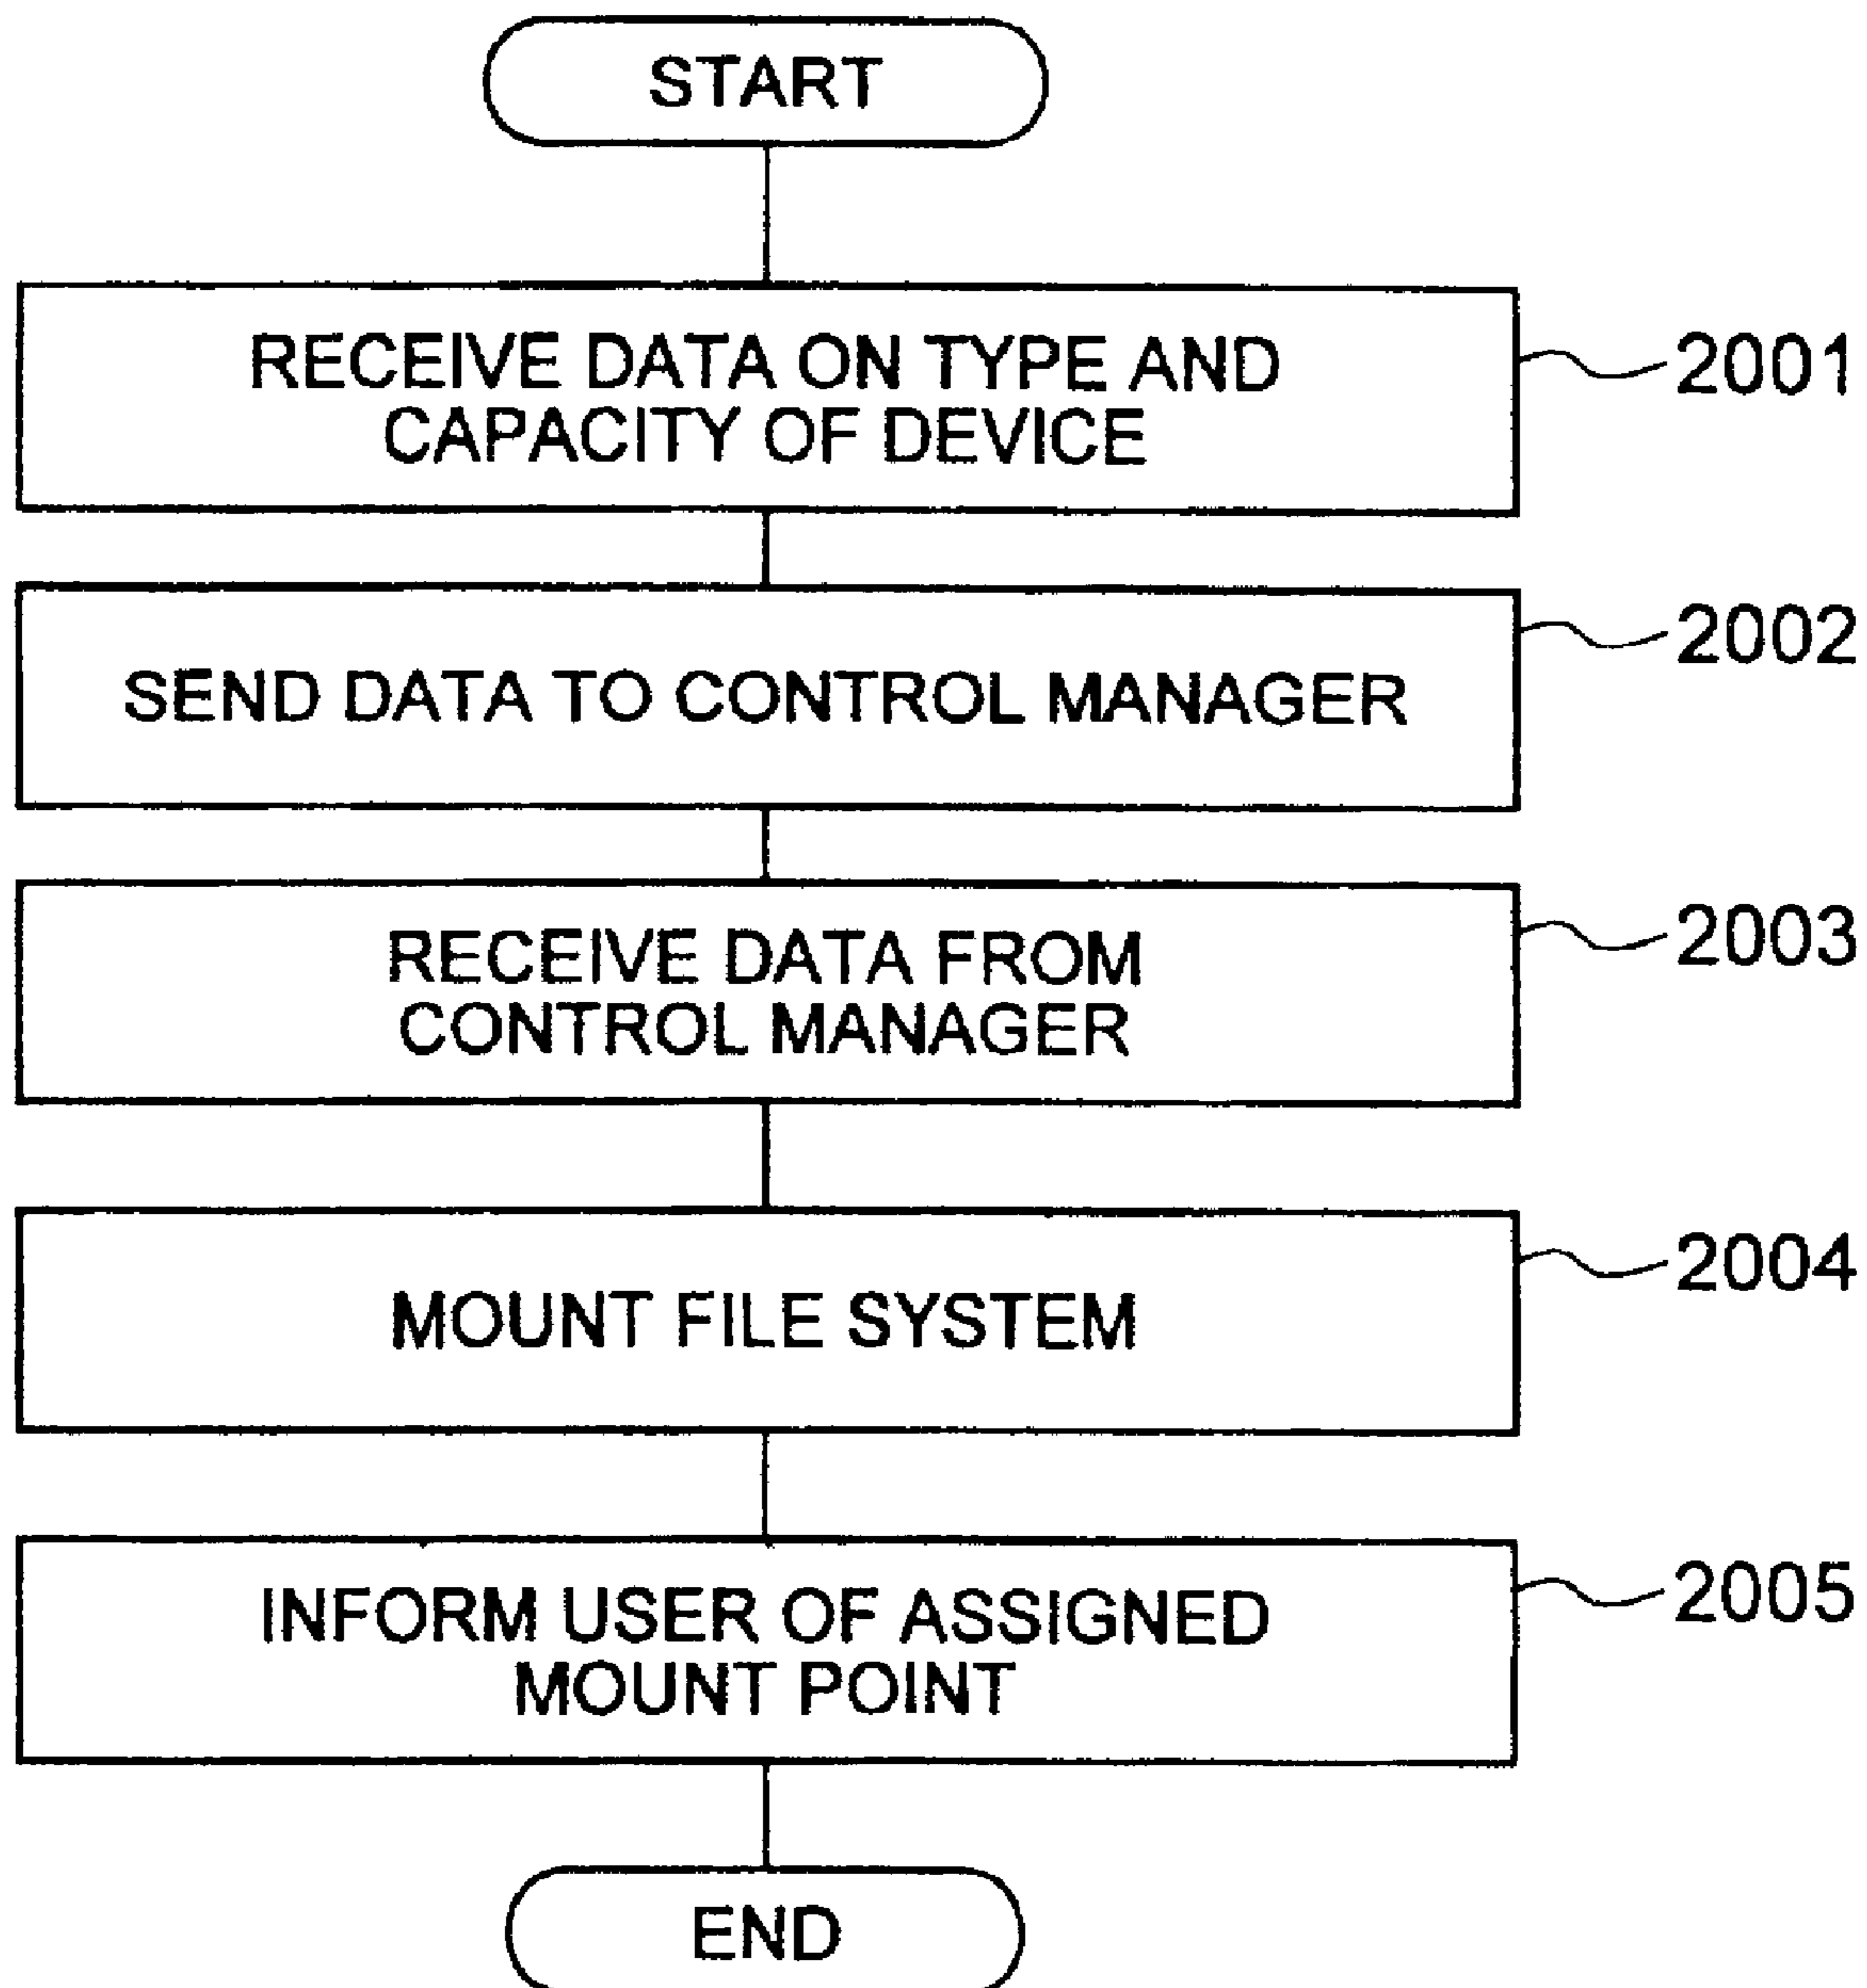 START
RECEIVE DATA ON TYPE AND
CAPACITY OF DEVICE
2001
SEND DATA TO CONTROL MANAGER
2002
RECEIVE DATA FROM
CONTROL MANAGER
2003
MOUNT FILE SYSTEM
2004
INFORM USER OF ASSIGNED
MOUNT POINT
2005
END